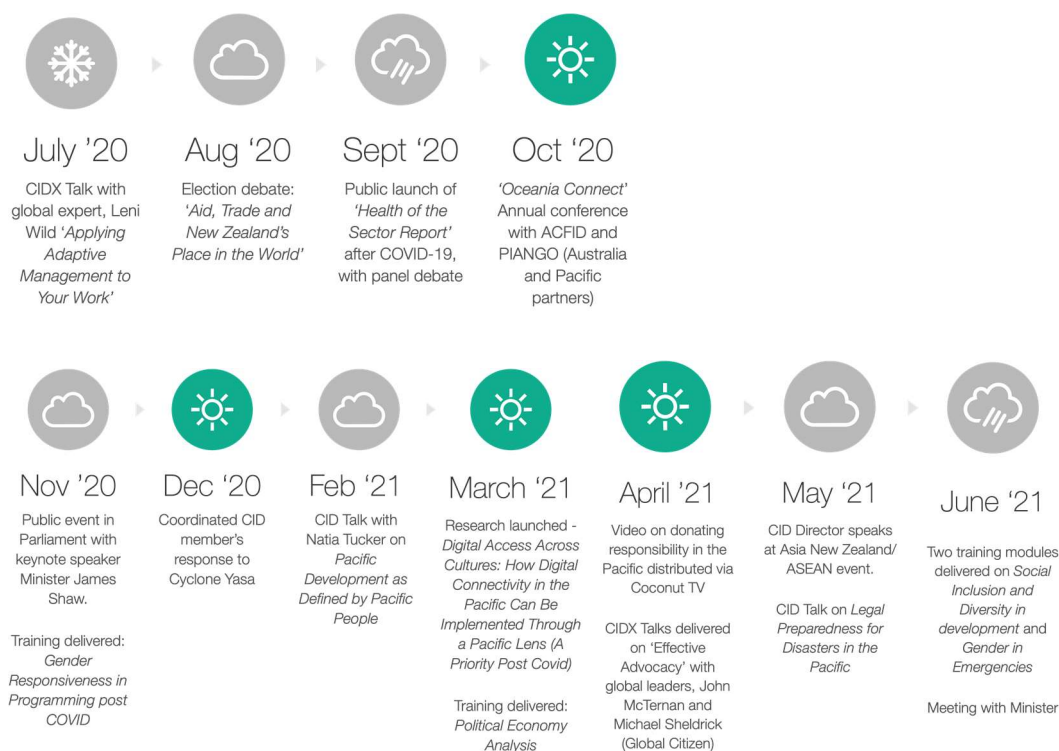 July '20
CIDX Talk with
global expert, Leni
Wild ‘Applying
Adaptive
Management to
Your Work’
Aug ‘20
Election debate:
‘Aid, Trade and
New Zealand’s
Place in the World’
Sept ‘20
Public launch of
‘Health of the
Sector Report’
after COVID-19,
with panel debate
Oct ‘20
‘Oceania Connect’
Annual conference
with ACFID and
PIANGO (Australia
and Pacific
partners)
Nov ‘20
Public event in
Parliament with
keynote speaker
Minister James
Shaw.
Training delivered:
Gender
Responsiveness in
Programming post
COVID
Dec ‘20
Coordinated CID
member’s
response to
Cyclone Yasa
Feb ‘21
CID Talk with
Natia Tucker on
Pacific
Development as
Defined by Pacific
People
March ‘21
Research launched -
Digital Access Across
Cultures: How Digital
Connectivity in the
Pacific Can Be
Implemented Through
a Pacific Lens (A
Priority Post Covid)
Training delivered:
Political Economy
Analysis
April ’21
Video on donating
responsibility in the
Pacific distributed via
Coconut TV
CIDX Talks delivered
on ‘Effective
Advocacy’ with
global leaders, John
McTernan and
Michael Sheldrick
(Global Citizen)
May ‘21
CID Director speaks
at Asia New Zealand/
ASEAN event.
CID Talk on Legal
Preparedness for
Disasters in the
Pacific
June ‘21
Two training modules
delivered on Social
Inclusion and
Diversity in
development and
Gender in
Emergencies
Meeting with Minister